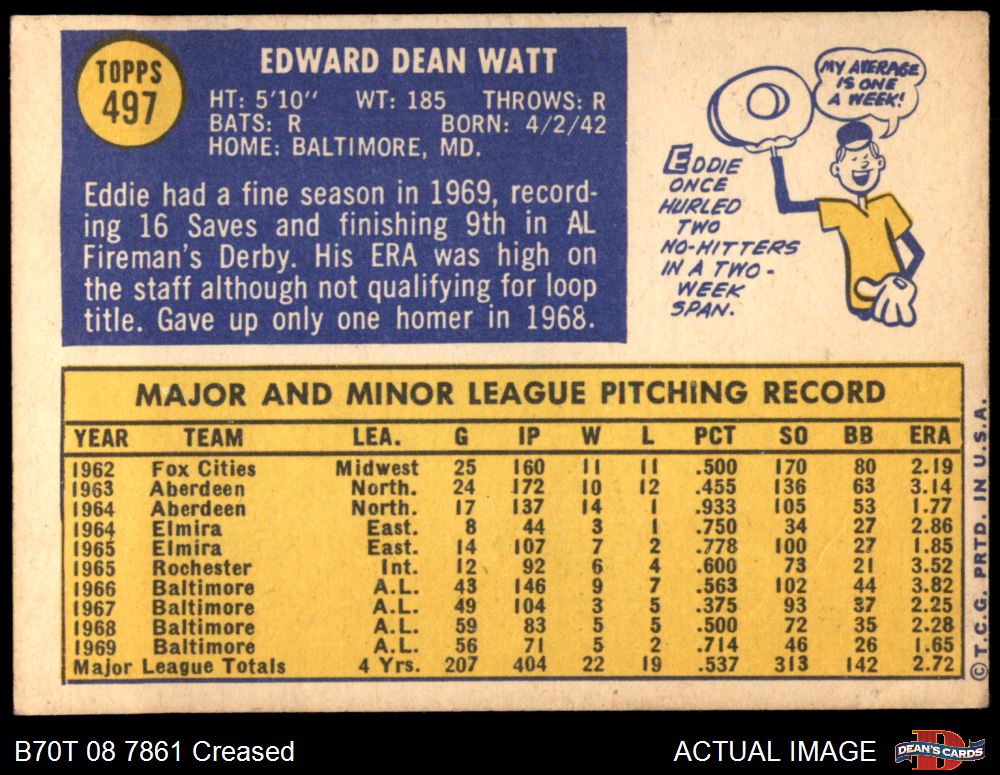 TOPPS
497
EDWARD DEAN WATT
HT: 5'10" WT: 185 THROWS: R
BATS: R BORN: 4/2/42
HOME: BALTIMORE, MD.
Eddie had a fine season in 1969, record-
ing 16 Saves and finishing 9th in AL
Fireman's Derby. His ERA was high on
the staff although not qualifying for loop
title. Gave up only one homer in 1968.
MY AVERAGE
IS ONE
A WEEK!
EDDIE
ONCE
HURLED
TWO
NO-HITTERS
IN A TWO-
WEEK
SPAN.
MAJOR AND MINOR LEAGUE PITCHING RECORD
YEAR TEAM LEA. G IP W L PCT SO BB ERA
1962 Fox Cities Midwest 25 160 11 11 .500 170 80 2.19
1963 Aberdeen North. 24 172 10 12 .455 136 63 3.14
1964 Aberdeen North. 17 137 14 1 .933 105 53 1.77
1964 Elmira East. 8 44 3 1 .750 34 27 2.86
1965 Elmira East. 14 107 7 2 .778 100 27 1.85
1965 Rochester Int. 12 92 6 4 .600 73 21 3.52
1966 Baltimore A.L. 43 146 9 7 .563 102 44 3.82
1967 Baltimore A.L. 49 104 3 5 .375 93 37 2.25
1968 Baltimore A.L. 59 83 5 5 .500 72 35 2.28
1969 Baltimore A.L. 56 71 5 2 .714 46 26 1.65
Major League Totals 4 Yrs. 207 404 22 19 .537 313 142 2.72
©T.C.G. PRTD. IN U.S.A.
B70T 08 7861 Creased
ACTUAL IMAGE
D
DEAN'S CARDS